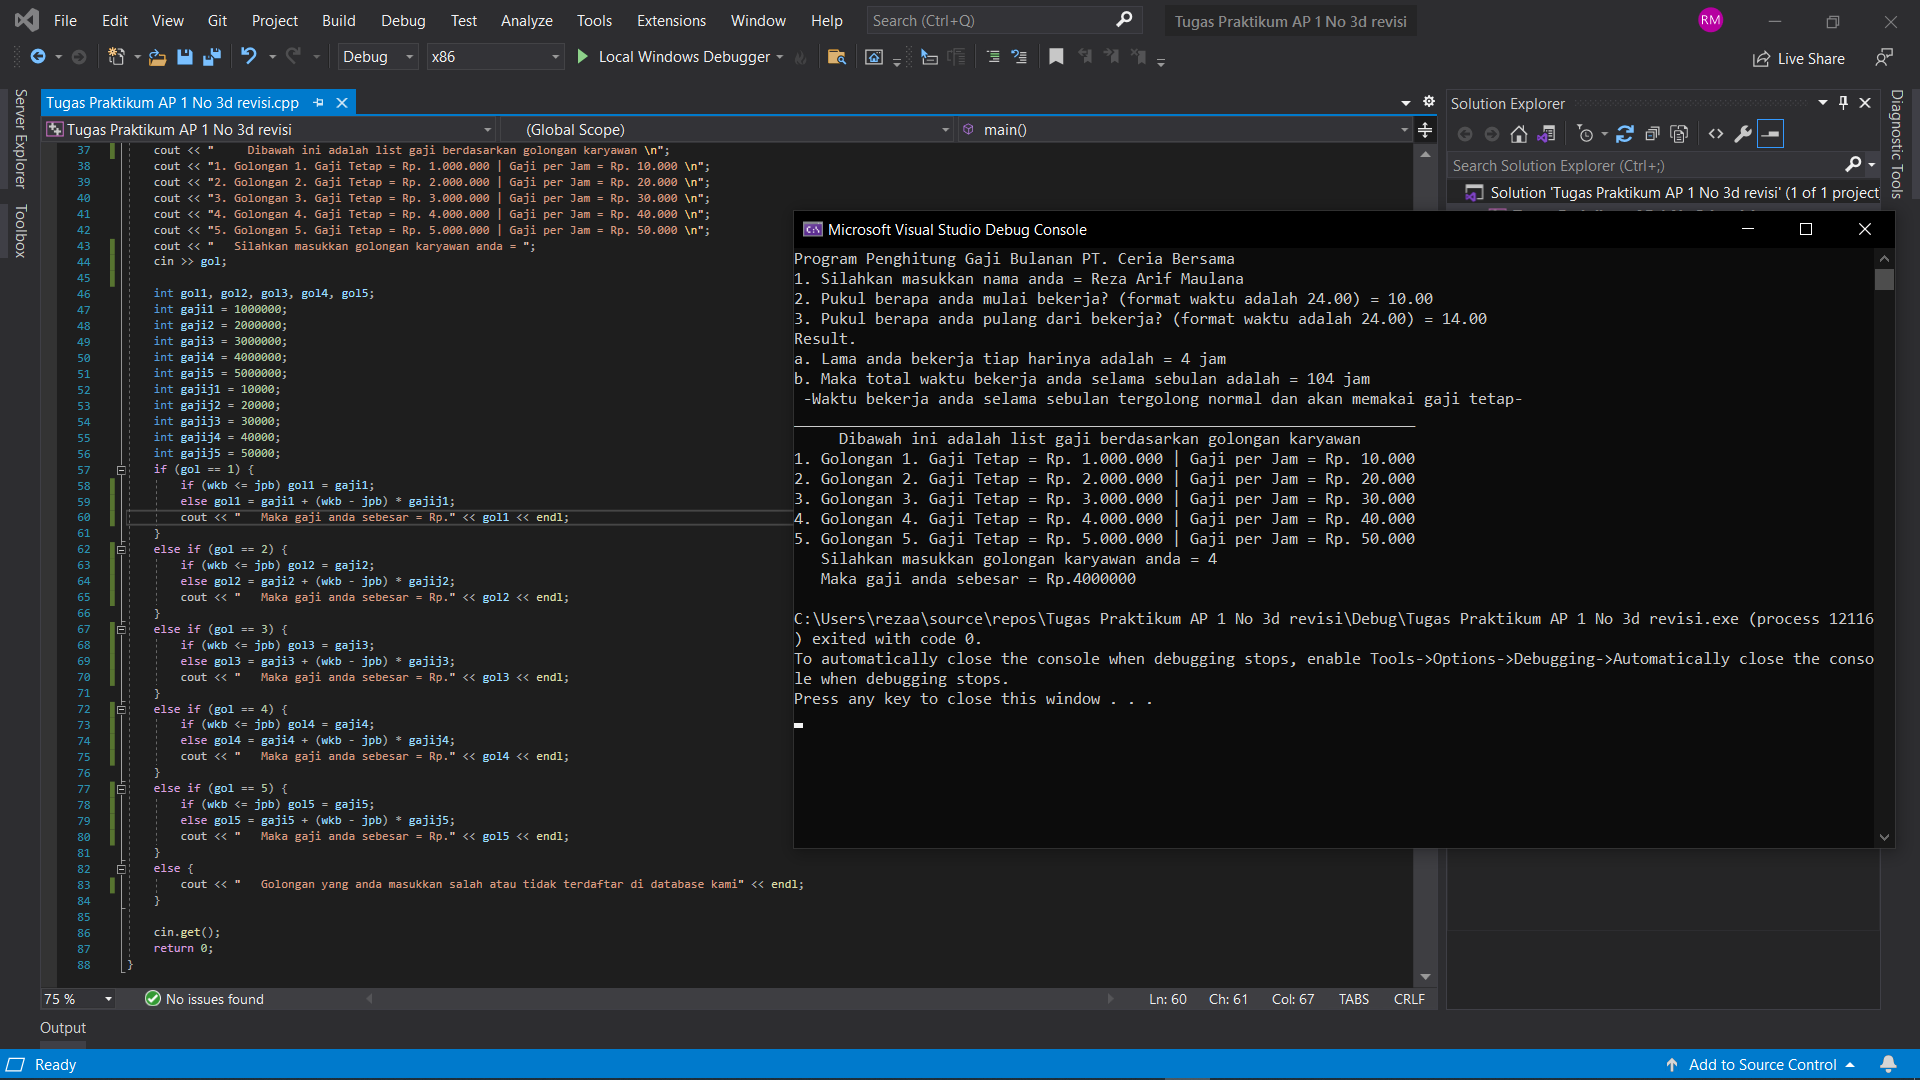 File Edit View Git Project Build Debug Test Analyze Tools Extensions Window Help Search (Ctrl+Q) Tugas Praktikum AP 1 No 3d revisi RM
Debug x86 Local Windows Debugger Live Share
Server Explorer
Toolbox
Tugas Praktikum AP 1 No 3d revisi.cpp
Tugas Praktikum AP 1 No 3d revisi (Global Scope) main()
37 cout << "     Dibawah ini adalah list gaji berdasarkan golongan karyawan \n";
38 cout << "1. Golongan 1. Gaji Tetap = Rp. 1.000.000 | Gaji per Jam = Rp. 10.000 \n";
39 cout << "2. Golongan 2. Gaji Tetap = Rp. 2.000.000 | Gaji per Jam = Rp. 20.000 \n";
40 cout << "3. Golongan 3. Gaji Tetap = Rp. 3.000.000 | Gaji per Jam = Rp. 30.000 \n";
41 cout << "4. Golongan 4. Gaji Tetap = Rp. 4.000.000 | Gaji per Jam = Rp. 40.000 \n";
42 cout << "5. Golongan 5. Gaji Tetap = Rp. 5.000.000 | Gaji per Jam = Rp. 50.000 \n";
43 cout << "   Silahkan masukkan golongan karyawan anda = ";
44 cin >> gol;
45
46 int gol1, gol2, gol3, gol4, gol5;
47 int gaji1 = 1000000;
48 int gaji2 = 2000000;
49 int gaji3 = 3000000;
50 int gaji4 = 4000000;
51 int gaji5 = 5000000;
52 int gajij1 = 10000;
53 int gajij2 = 20000;
54 int gajij3 = 30000;
55 int gajij4 = 40000;
56 int gajij5 = 50000;
57 if (gol == 1) {
58 if (wkb <= jpb) gol1 = gaji1;
59 else gol1 = gaji1 + (wkb - jpb) * gajij1;
60 cout << "   Maka gaji anda sebesar = Rp." << gol1 << endl;
61 }
62 else if (gol == 2) {
63 if (wkb <= jpb) gol2 = gaji2;
64 else gol2 = gaji2 + (wkb - jpb) * gajij2;
65 cout << "   Maka gaji anda sebesar = Rp." << gol2 << endl;
66 }
67 else if (gol == 3) {
68 if (wkb <= jpb) gol3 = gaji3;
69 else gol3 = gaji3 + (wkb - jpb) * gajij3;
70 cout << "   Maka gaji anda sebesar = Rp." << gol3 << endl;
71 }
72 else if (gol == 4) {
73 if (wkb <= jpb) gol4 = gaji4;
74 else gol4 = gaji4 + (wkb - jpb) * gajij4;
75 cout << "   Maka gaji anda sebesar = Rp." << gol4 << endl;
76 }
77 else if (gol == 5) {
78 if (wkb <= jpb) gol5 = gaji5;
79 else gol5 = gaji5 + (wkb - jpb) * gajij5;
80 cout << "   Maka gaji anda sebesar = Rp." << gol5 << endl;
81 }
82 else {
83 cout << "   Golongan yang anda masukkan salah atau tidak terdaftar di database kami" << endl;
84 }
85
86 cin.get();
87 return 0;
88 }
75 % No issues found Ln: 60 Ch: 61 Col: 67 TABS CRLF
Microsoft Visual Studio Debug Console
Program Penghitung Gaji Bulanan PT. Ceria Bersama
1. Silahkan masukkan nama anda = Reza Arif Maulana
2. Pukul berapa anda mulai bekerja? (format waktu adalah 24.00) = 10.00
3. Pukul berapa anda pulang dari bekerja? (format waktu adalah 24.00) = 14.00
Result.
a. Lama anda bekerja tiap harinya adalah = 4 jam
b. Maka total waktu bekerja anda selama sebulan adalah = 104 jam
-Waktu bekerja anda selama sebulan tergolong normal dan akan memakai gaji tetap-
_____________________________________________________________________
Dibawah ini adalah list gaji berdasarkan golongan karyawan
1. Golongan 1. Gaji Tetap = Rp. 1.000.000 | Gaji per Jam = Rp. 10.000
2. Golongan 2. Gaji Tetap = Rp. 2.000.000 | Gaji per Jam = Rp. 20.000
3. Golongan 3. Gaji Tetap = Rp. 3.000.000 | Gaji per Jam = Rp. 30.000
4. Golongan 4. Gaji Tetap = Rp. 4.000.000 | Gaji per Jam = Rp. 40.000
5. Golongan 5. Gaji Tetap = Rp. 5.000.000 | Gaji per Jam = Rp. 50.000
Silahkan masukkan golongan karyawan anda = 4
Maka gaji anda sebesar = Rp.4000000
C:\Users\rezaa\source\repos\Tugas Praktikum AP 1 No 3d revisi\Debug\Tugas Praktikum AP 1 No 3d revisi.exe (process 12116
) exited with code 0.
To automatically close the console when debugging stops, enable Tools->Options->Debugging->Automatically close the conso
le when debugging stops.
Press any key to close this window . . .
Solution Explorer
Search Solution Explorer (Ctrl+;)
Solution 'Tugas Praktikum AP 1 No 3d revisi' (1 of 1 project
Diagnostic Tools
Output
Ready Add to Source Control